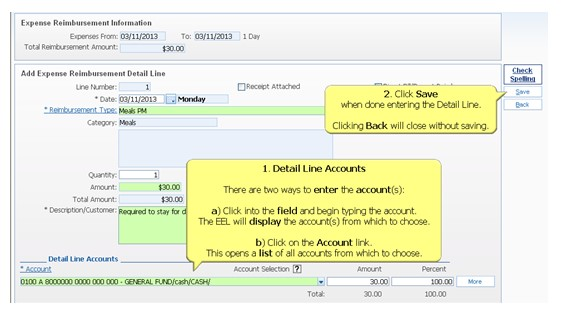 Expense Reimbursement Information
Expenses From: 03/11/2013 To: 03/11/2013 1 Day
Total Reimbursement Amount: $30.00
Add Expense Reimbursement Detail Line
Line Number: 1 Receipt Attached
* Date: 03/11/2013 Monday
* Reimbursement Type: Meals PM
Category: Meals
Quantity: 1
Amount: $30.00
Total Amount: $30.00
* Description/Customer: Required to stay for d
Check
Spelling
Save
Back
2. Click Save
when done entering the Detail Line.
Clicking Back will close without saving.
1. Detail Line Accounts
There are two ways to enter the account(s):
a) Click into the field and begin typing the account.
The EEL will display the account(s) from which to choose.
b) Click on the Account link.
This opens a list of all accounts from which to choose.
Detail Line Accounts
* Account Account Selection [?] Amount Percent
0100 A 8000000 0000 000 000 - GENERAL FUND/cash/CASH/ 30.00 100.00 More
Total: 30.00 100.00